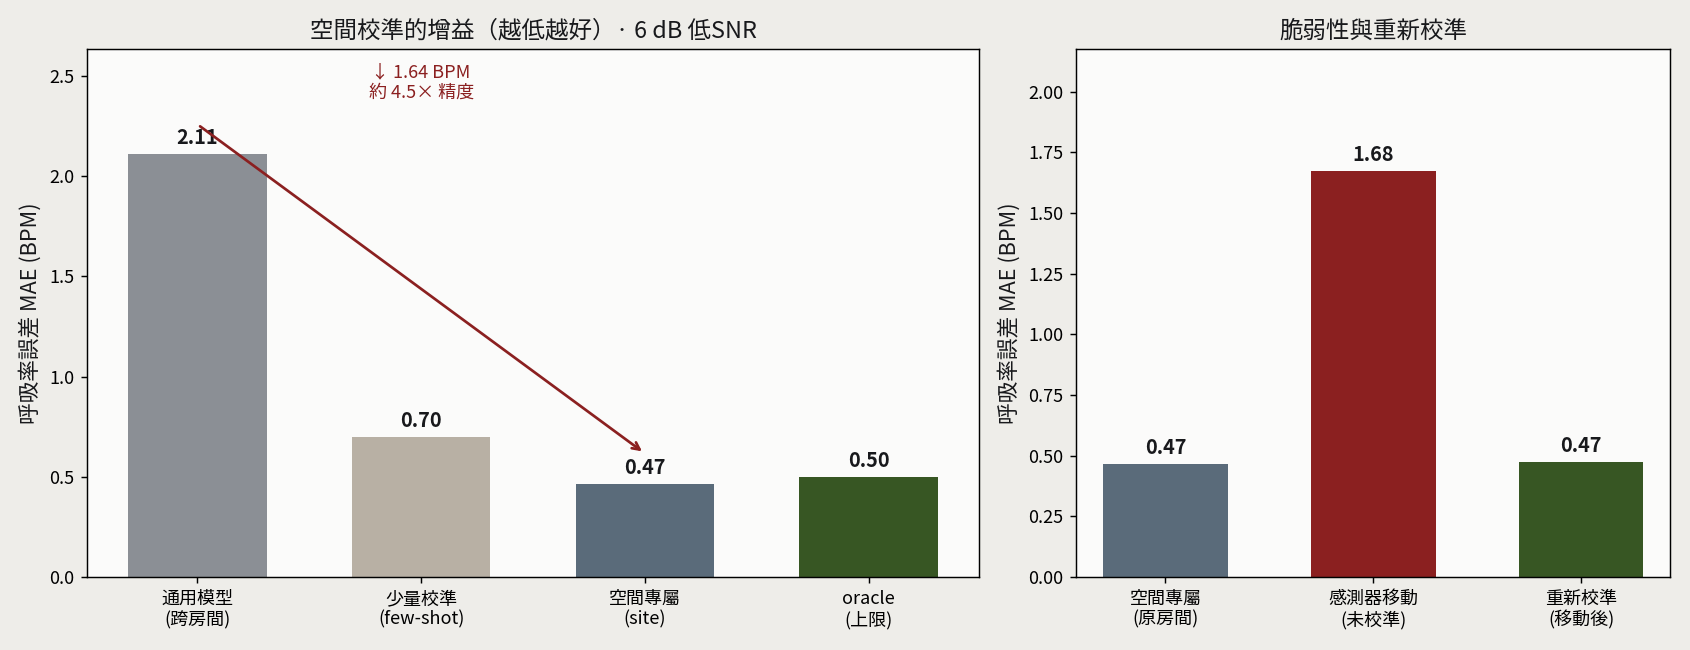 空間校準的增益（越低越好）· 6 dB 低SNR
↓ 1.64 BPM
約 4.5× 精度
呼吸率誤差 MAE (BPM)
2.5
2.0
1.5
1.0
0.5
0.0
2.11
0.70
0.47
0.50
通用模型
(跨房間)
少量校準
(few-shot)
空間專屬
(site)
oracle
(上限)
脆弱性與重新校準
呼吸率誤差 MAE (BPM)
2.00
1.75
1.50
1.25
1.00
0.75
0.50
0.25
0.00
0.47
1.68
0.47
空間專屬
(原房間)
感測器移動
(未校準)
重新校準
(移動後)